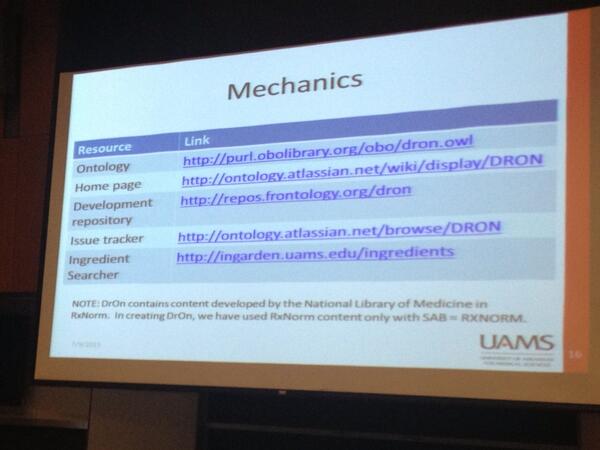 Mechanics
Resource Link
Ontology http://purl.obolibrary.org/obo/dron.owl
Home page http://ontology.atlassian.net/wiki/display/DRON
Development http://repos.frontology.org/dron
repository
Issue tracker http://ontology.atlassian.net/browse/DRON
Ingredient http://ingarden.uams.edu/ingredients
Searcher
NOTE: DrOn contains content developed by the National Library of Medicine in
RxNorm. In creating DrOn, we have used RxNorm content only with SAB = RXNORM.
UAMS
UNIVERSITY OF ARKANSAS
FOR MEDICAL SCIENCES
16